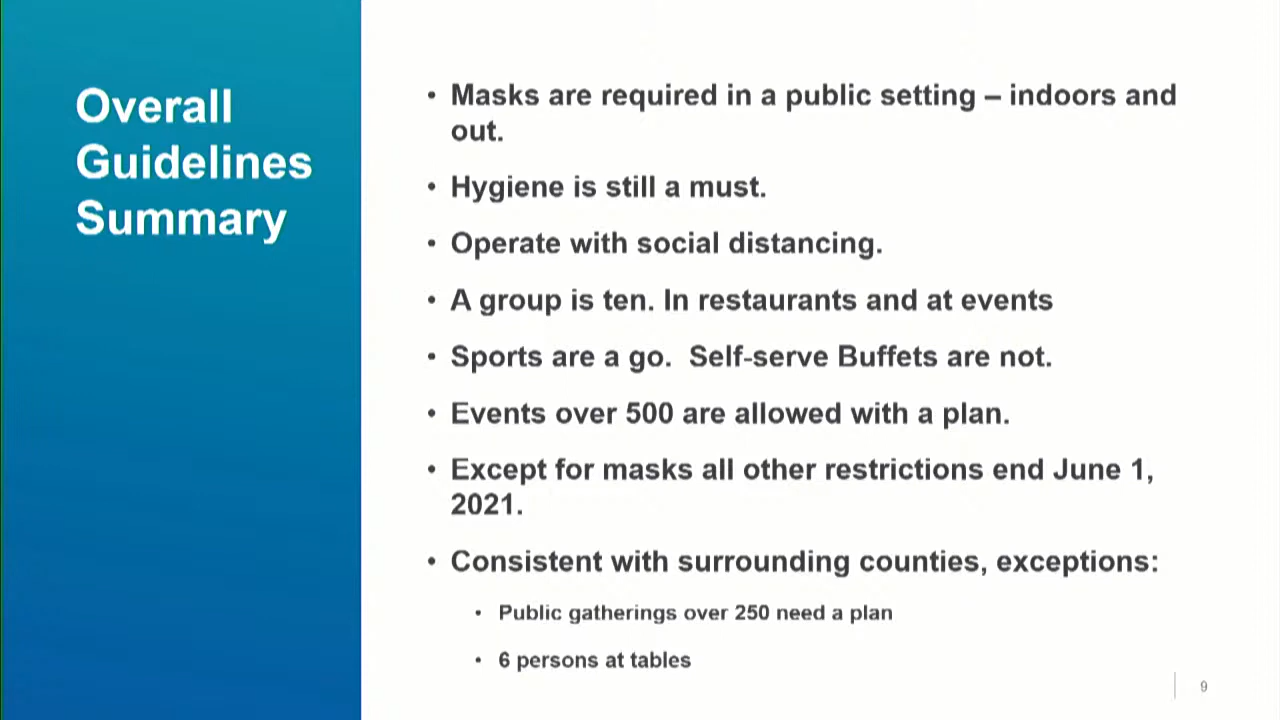 Overall
Guidelines
Summary
• Masks are required in a public setting – indoors and
out.
• Hygiene is still a must.
• Operate with social distancing.
• A group is ten. In restaurants and at events
• Sports are a go.  Self-serve Buffets are not.
• Events over 500 are allowed with a plan.
• Except for masks all other restrictions end June 1,
2021.
• Consistent with surrounding counties, exceptions:
• Public gatherings over 250 need a plan
• 6 persons at tables
9